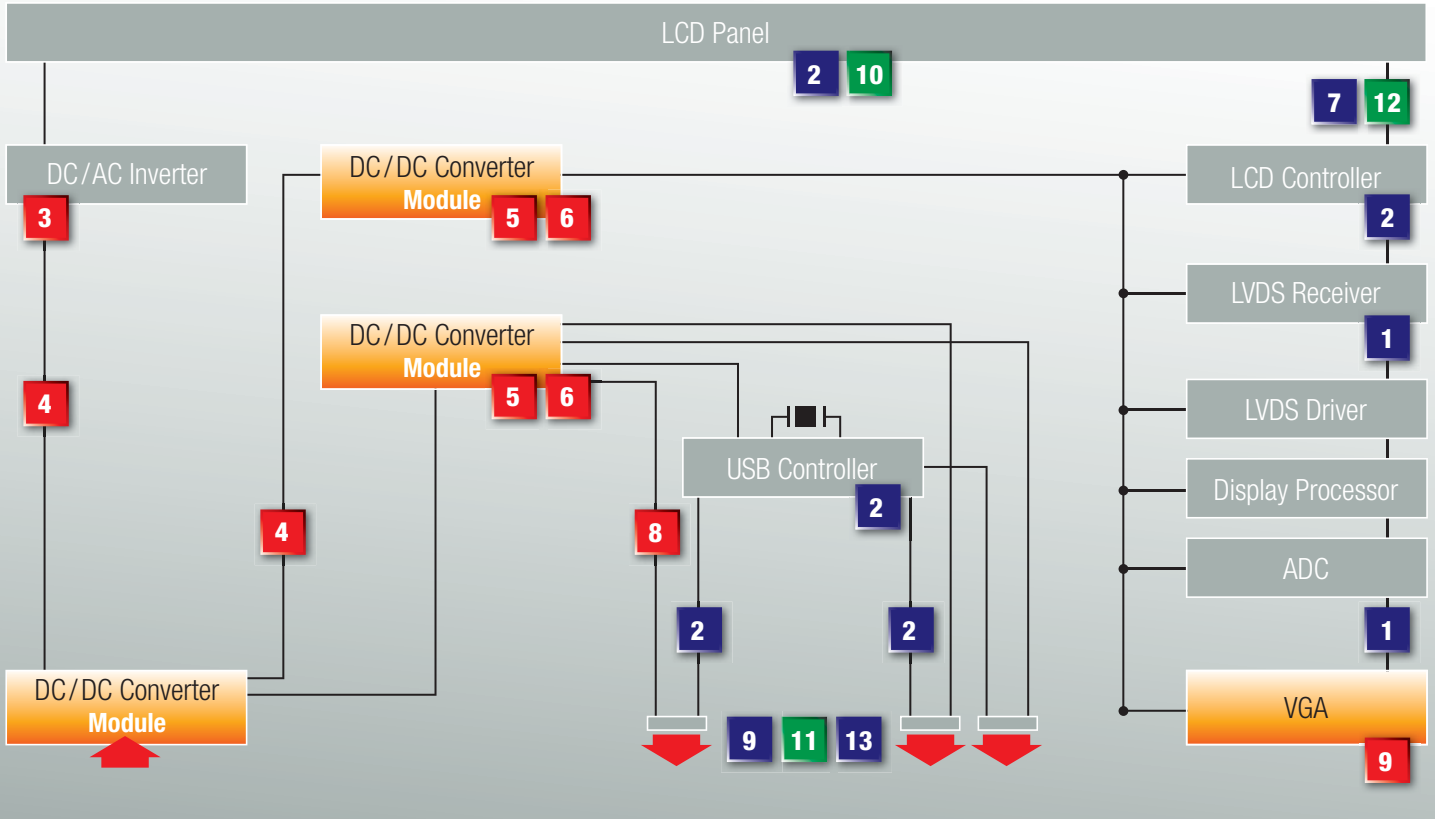 LCD Panel
2 10
7 12
DC/AC Inverter
3
DC/DC Converter
Module
5 6
LCD Controller
2
LVDS Receiver
1
DC/DC Converter
Module
5 6
4
LVDS Driver
USB Controller
2
Display Processor
4
8
ADC
2
2
1
DC/DC Converter
Module
VGA
9 11 13
9